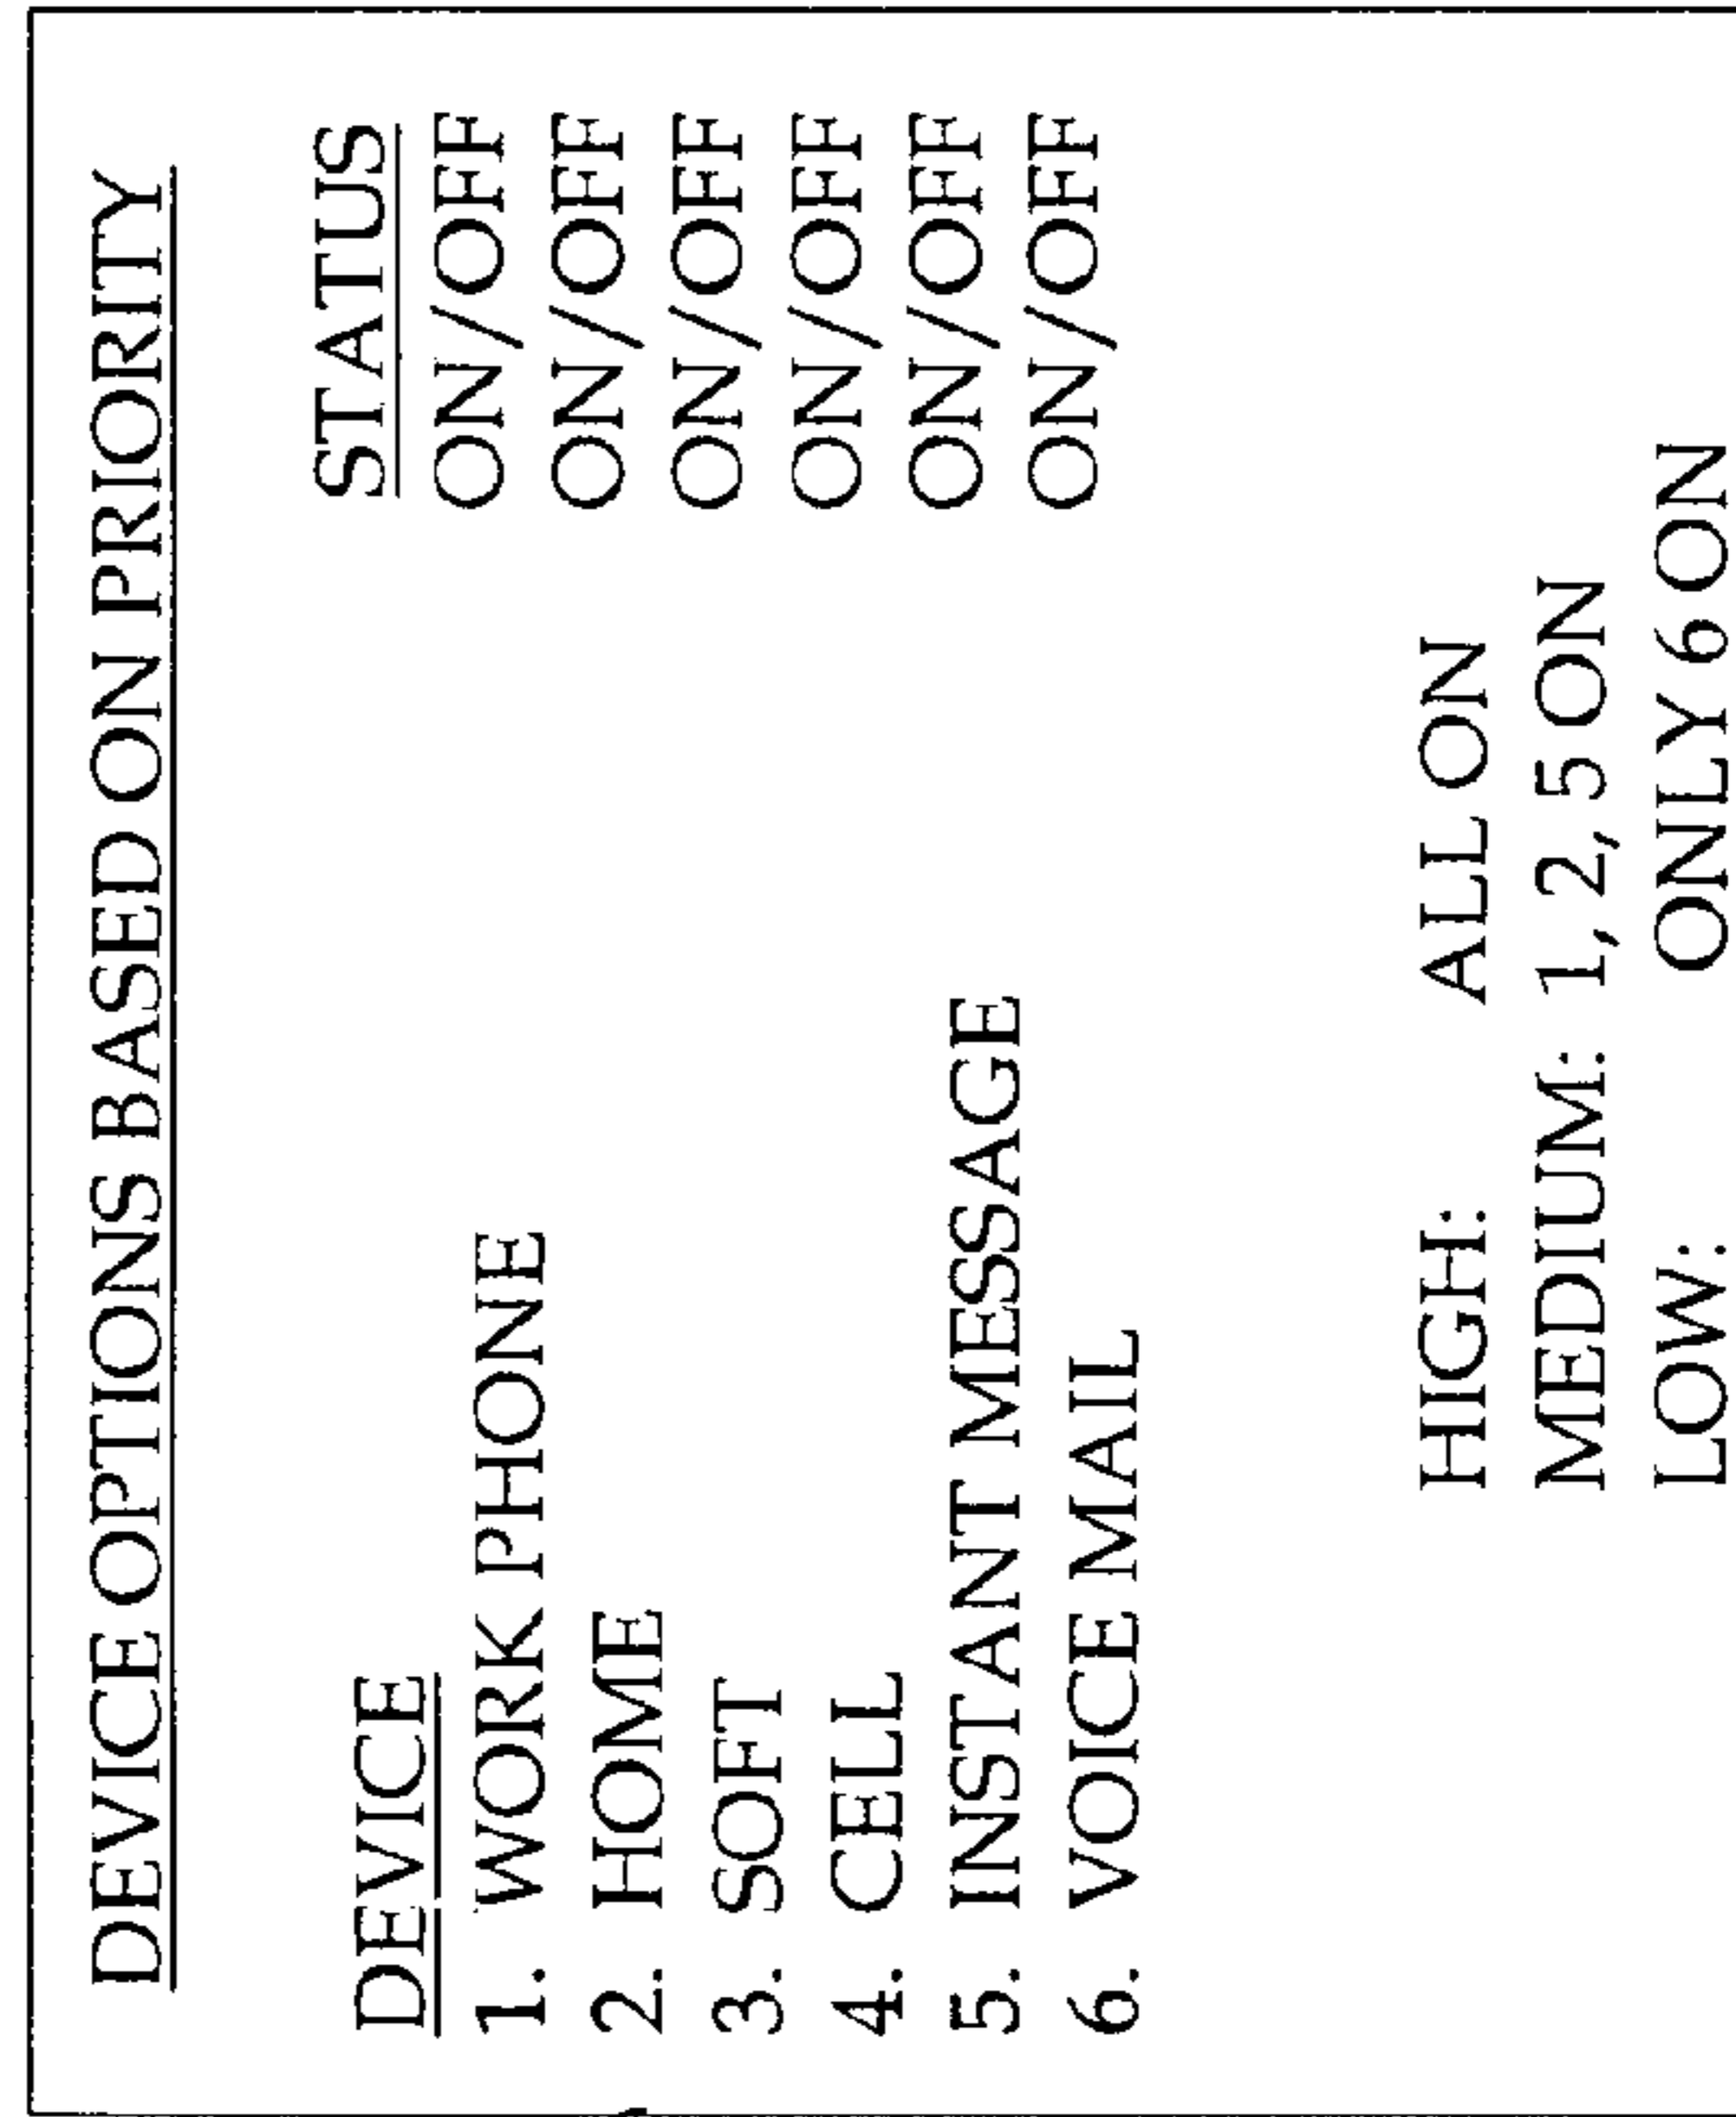 DEVICE OPTIONS BASED ON PRIORITY
DEVICE STATUS
1. WORK PHONE ON/OFF
2. HOME ON/OFF
3. SOFT ON/OFF
4. CELL ON/OFF
5. INSTANT MESSAGE ON/OFF
6. VOICE MAIL ON/OFF
HIGH: ALL ON
MEDIUM: 1, 2, 5 ON
LOW: ONLY 6 ON